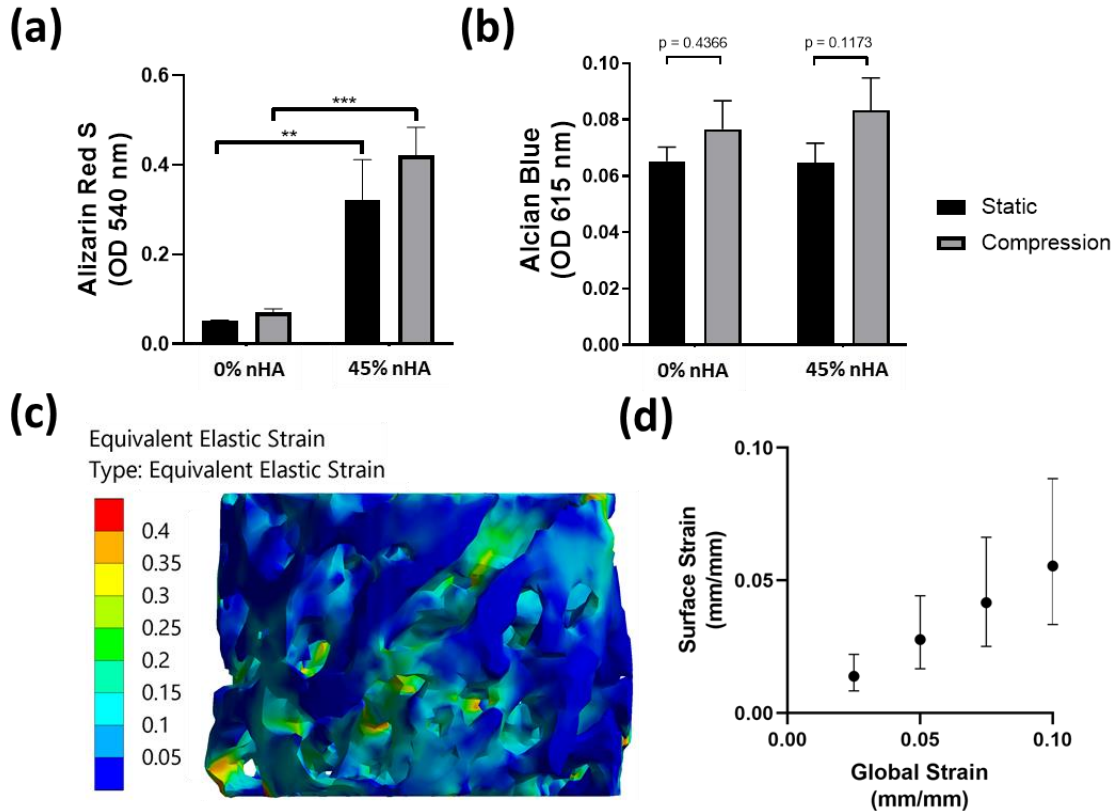 (a)
0.6
0.4
0.2
0.0
Alizarin Red S
(OD 540 nm)
**
***
0% nHA
45% nHA
(b)
p = 0.4366
p = 0.1173
0.10
0.08
0.06
0.04
0.02
0.00
Alcian Blue
(OD 615 nm)
0% nHA
45% nHA
Static
Compression
(c)
Equivalent Elastic Strain
Type: Equivalent Elastic Strain
0.4
0.35
0.3
0.25
0.2
0.15
0.1
0.05
(d)
0.10
0.05
0.00
Surface Strain
(mm/mm)
0.00
0.05
0.10
Global Strain
(mm/mm)